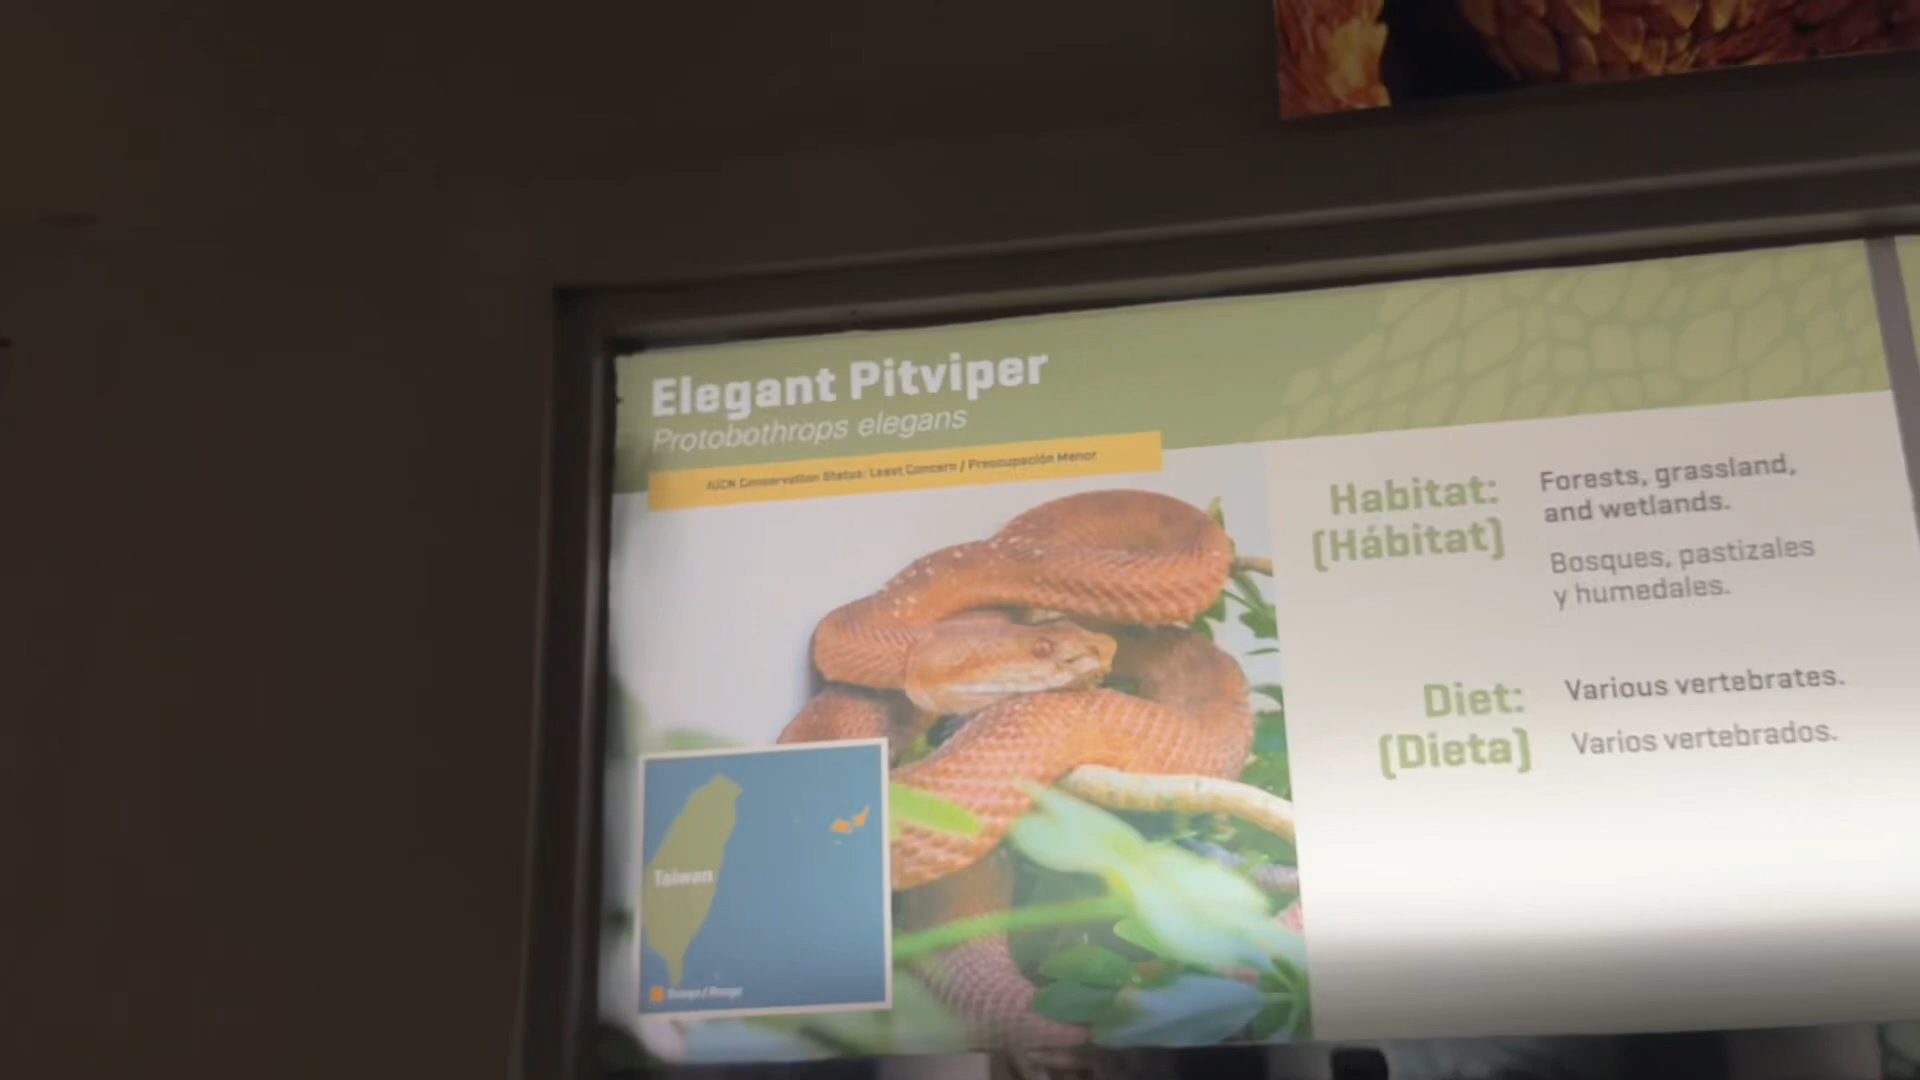 Elegant Pitviper
Protobothrops elegans
IUCN Conservation Status: Least Concern / Preocupación Menor
Habitat:
(Hábitat)
Forests, grassland,
and wetlands.
Bosques, pastizales
y humedales.
Diet:
(Dieta)
Various vertebrates.
Varios vertebrados.
Taiwan